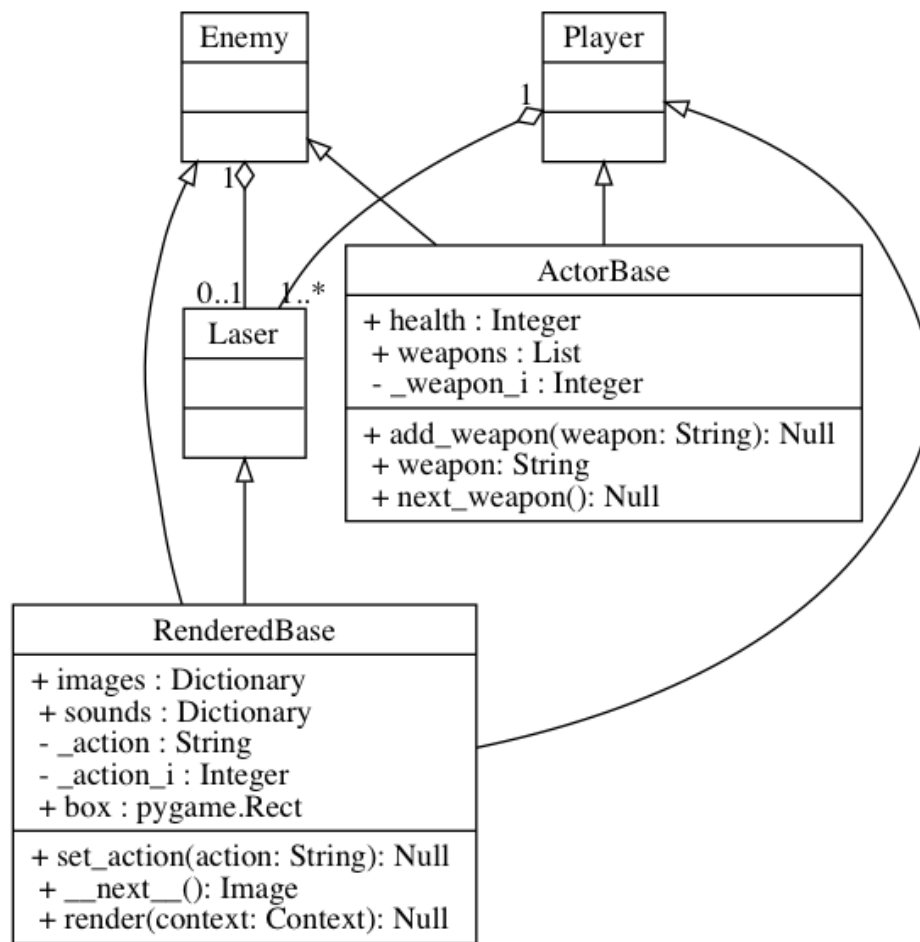 Enemy
Player
1
1
0..1
1..*
Laser
ActorBase
+ health : Integer
+ weapons : List
- _weapon_i : Integer
+ add_weapon(weapon: String): Null
+ weapon: String
+ next_weapon(): Null
RenderedBase
+ images : Dictionary
+ sounds : Dictionary
- _action : String
- _action_i : Integer
+ box : pygame.Rect
+ set_action(action: String): Null
+ __next__(): Image
+ render(context: Context): Null